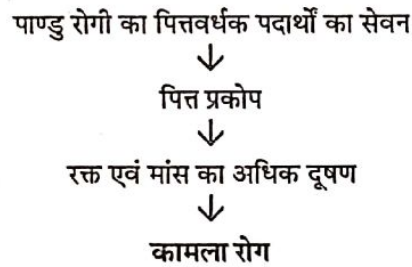 पाण्डु रोगी का पित्तवर्धक पदार्थों का सेवन
↓
पित्त प्रकोप
↓
रक्त एवं मांस का अधिक दूषण
↓
कामला रोग